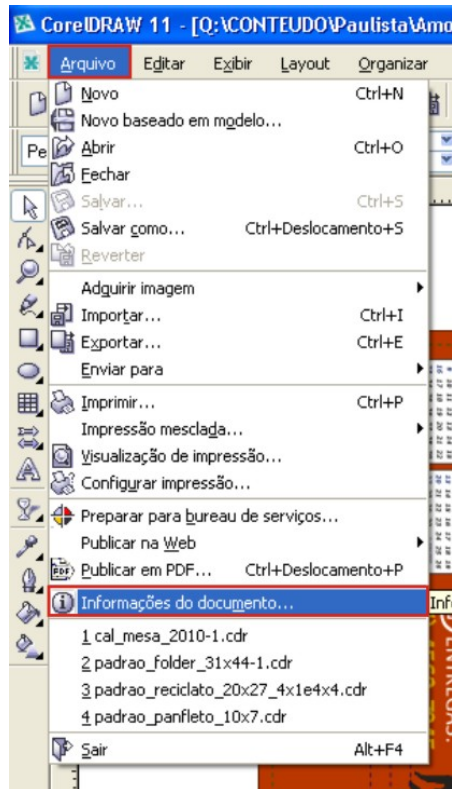 CorelDRAW 11 - [Q:\CONTEUDO\Paulista\Amo
Arquivo Editar Exibir Layout Organizar
Novo Ctrl+N
Novo baseado em modelo...
Pe
Abrir Ctrl+O
Fechar
Salvar... Ctrl+S
Salvar como... Ctrl+Deslocamento+S
Reverter
Adquirir imagem
Importar... Ctrl+I
Exportar... Ctrl+E
Enviar para
Imprimir... Ctrl+P
Impressão mesclada...
Visualização de impressão...
Configurar impressão...
Preparar para bureau de serviços...
Publicar na Web
Publicar em PDF... Ctrl+Deslocamento+P
Informações do documento... Inf
1 cal_mesa_2010-1.cdr
2 padrao_folder_31x44-1.cdr
3 padrao_reciclato_20x27_4x1e4x4.cdr
4 padrao_panfleto_10x7.cdr
Sair Alt+F4